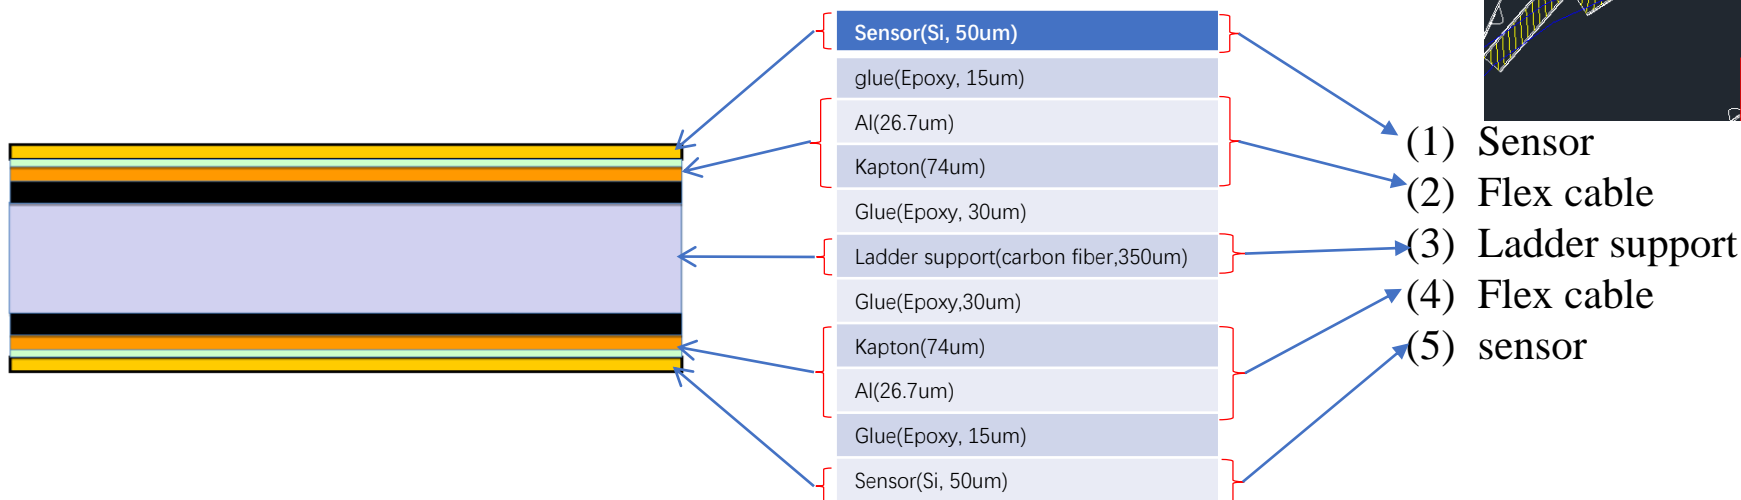 Sensor(Si, 50um)
glue(Epoxy, 15um)
Al(26.7um)
Kapton(74um)
Glue(Epoxy, 30um)
Ladder support(carbon fiber,350um)
Glue(Epoxy,30um)
Kapton(74um)
Al(26.7um)
Glue(Epoxy, 15um)
Sensor(Si, 50um)
(1) Sensor
(2) Flex cable
(3) Ladder support
(4) Flex cable
(5) sensor